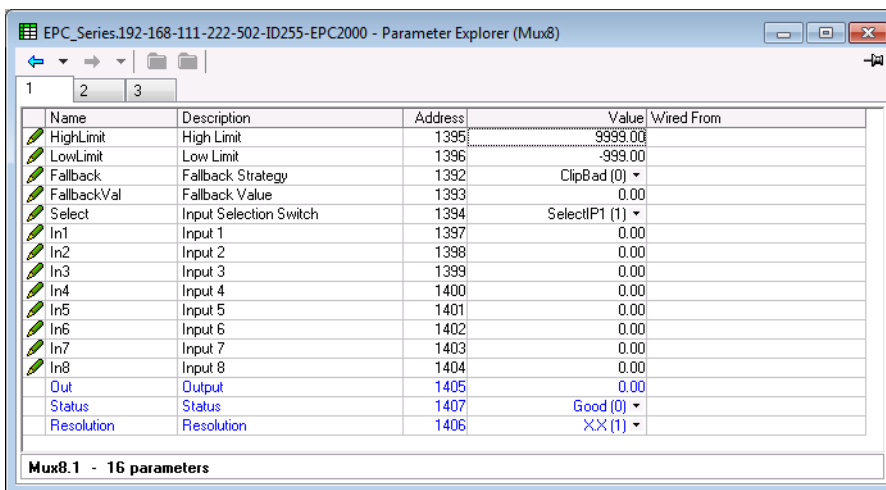 EPC_Series.192-168-111-222-502-ID255-EPC2000 - Parameter Explorer (Mux8)
1 2 3
Name Description Address Value Wired From
HighLimit High Limit 1395 9999.00
LowLimit Low Limit 1396 -999.00
Fallback Fallback Strategy 1392 ClipBad (0)
FallbackVal Fallback Value 1393 0.00
Select Input Selection Switch 1394 SelectIP1 (1)
In1 Input 1 1397 0.00
In2 Input 2 1398 0.00
In3 Input 3 1399 0.00
In4 Input 4 1400 0.00
In5 Input 5 1401 0.00
In6 Input 6 1402 0.00
In7 Input 7 1403 0.00
In8 Input 8 1404 0.00
Out Output 1405 0.00
Status Status 1407 Good (0)
Resolution Resolution 1406 X.X (1)
Mux8.1 - 16 parameters